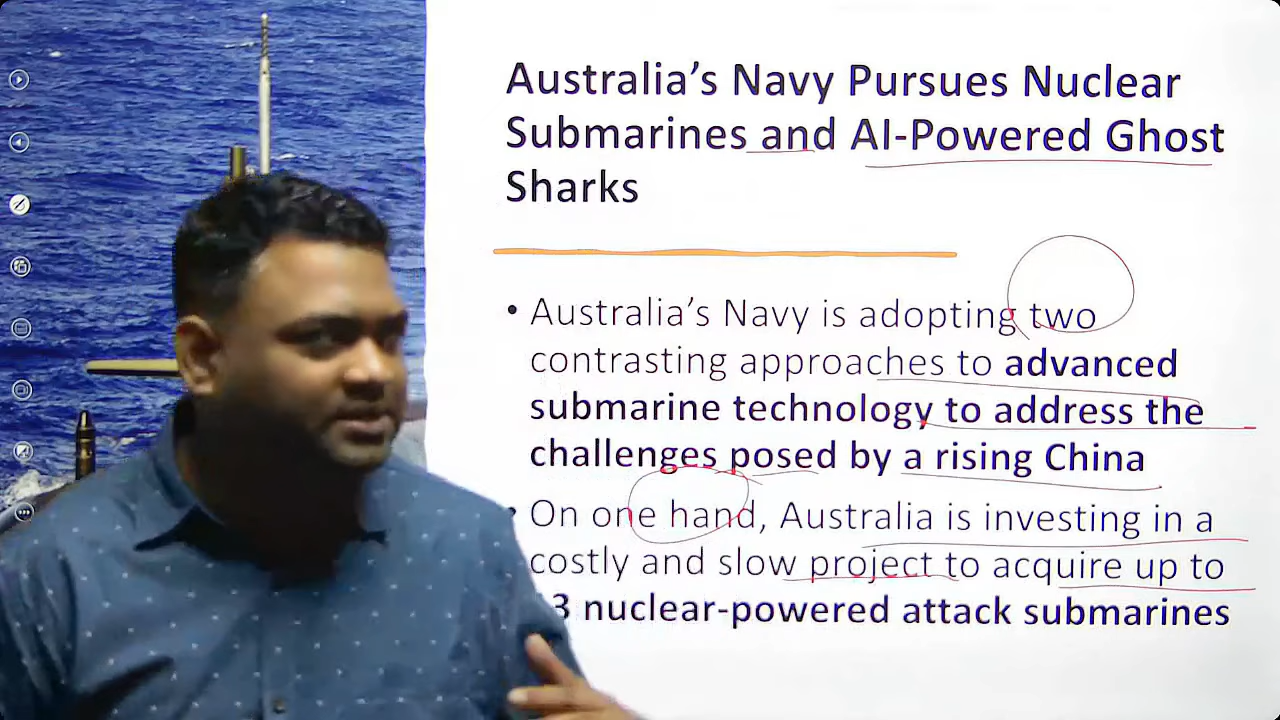 Australia’s Navy Pursues Nuclear
Submarines and AI-Powered Ghost
Sharks
• Australia’s Navy is adopting two
contrasting approaches to advanced
submarine technology to address the
challenges posed by a rising China
On one hand, Australia is investing in a
costly and slow project to acquire up to
nuclear-powered attack submarines